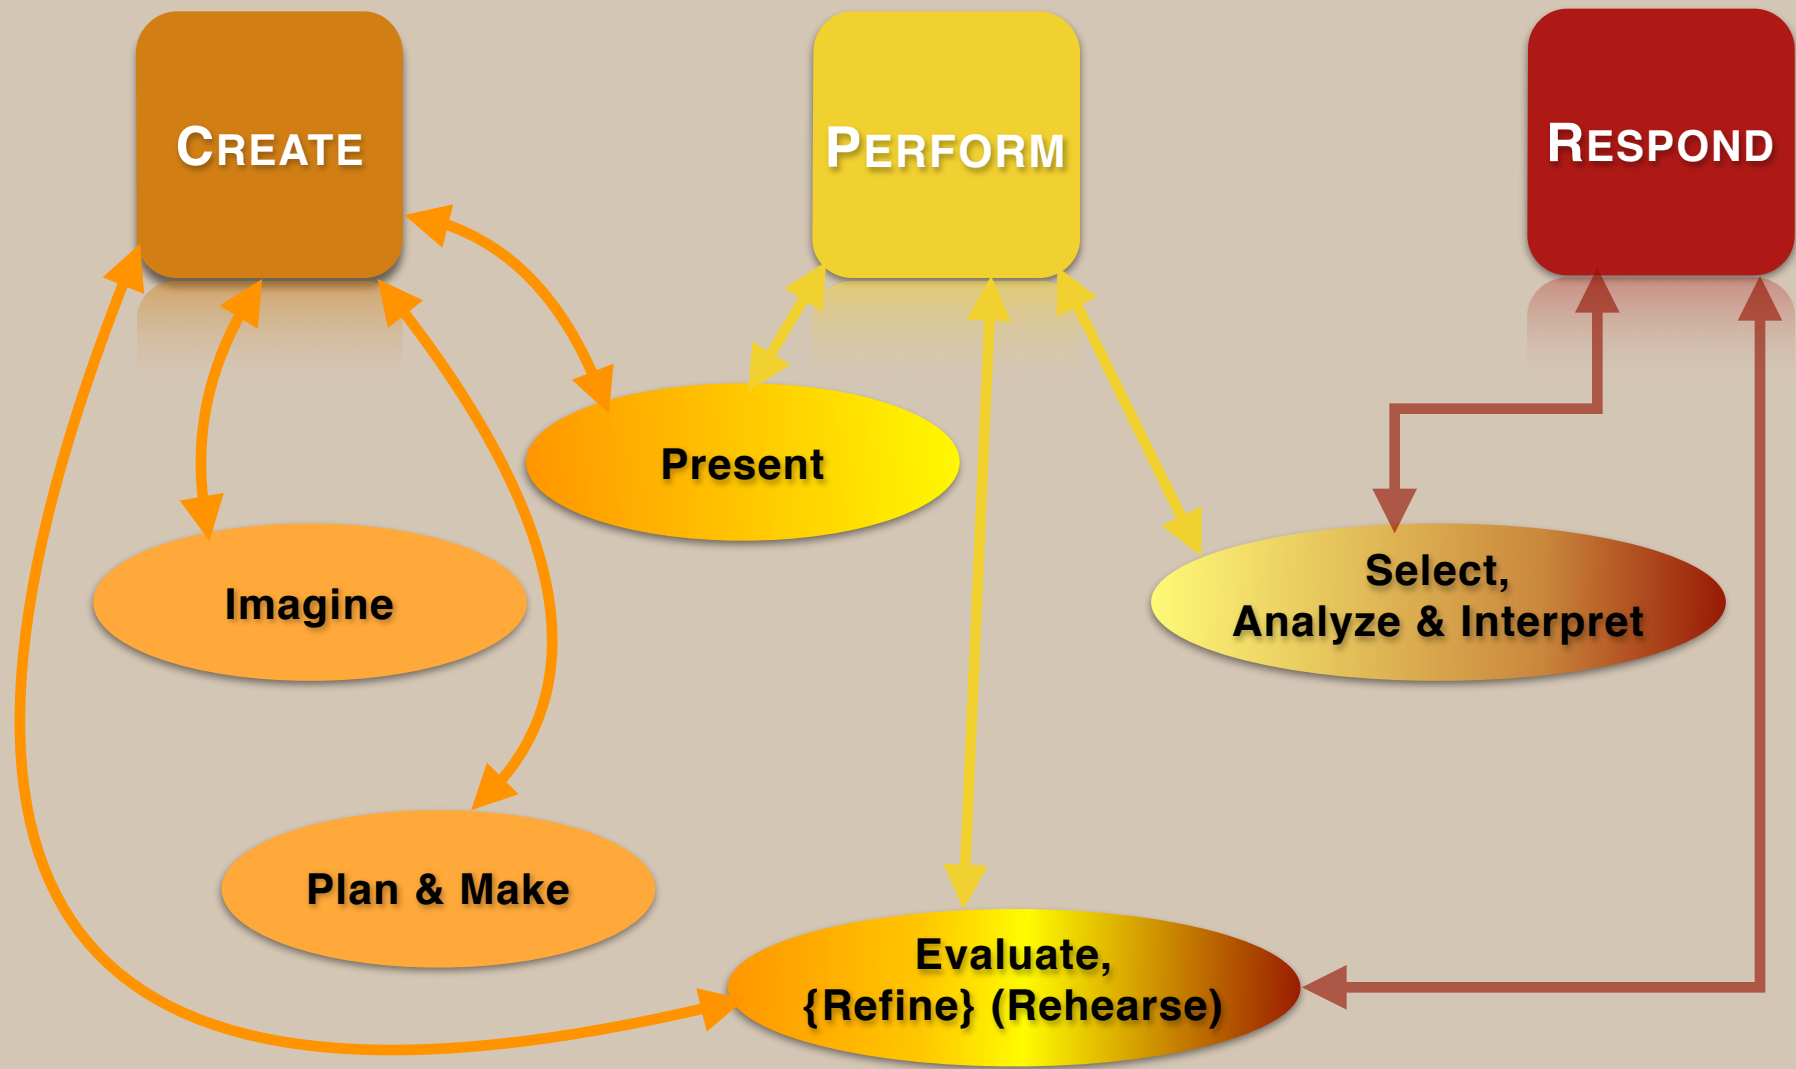 CREATE
PERFORM
RESPOND
Present
Imagine
Select,
Analyze & Interpret
Plan & Make
Evaluate,
{Refine} (Rehearse)